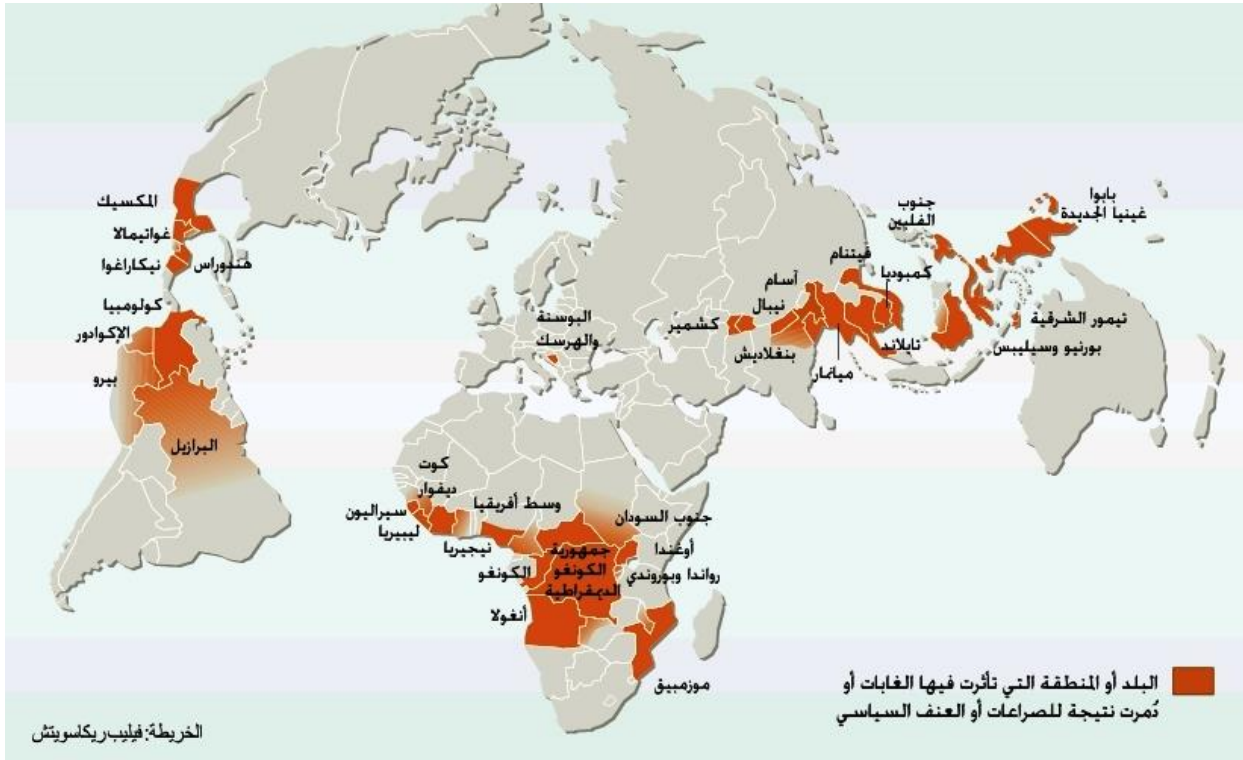 المكسيك
غواتيمالا
نيكاراغوا
هندوراس
كولومبيا
الإكوادور
بيرو
البرازيل
البوسنة
والهرسك
كشمير
نيبال
آسام
بنغلاديش
ميانمار
فيتنام
كمبوديا
تايلاند
جنوب
الفلبين
بابوا
غينيا الجديدة
تيمور الشرقية
بورنيو وسيليبس
كوت
ديفوار
سيراليون
ليبيريا
نيجيريا
وسط أفريقيا
جنوب السودان
جمهورية
الكونغو
الديمقراطية
أوغندا
رواندا وبوروندي
الكونغو
أنغولا
موزمبيق
البلد أو المنطقة التي تأثرت فيها الغابات أو
دُمرت نتيجة للصراعات أو العنف السياسي
الخريطة: فيليب ريكاسويتش